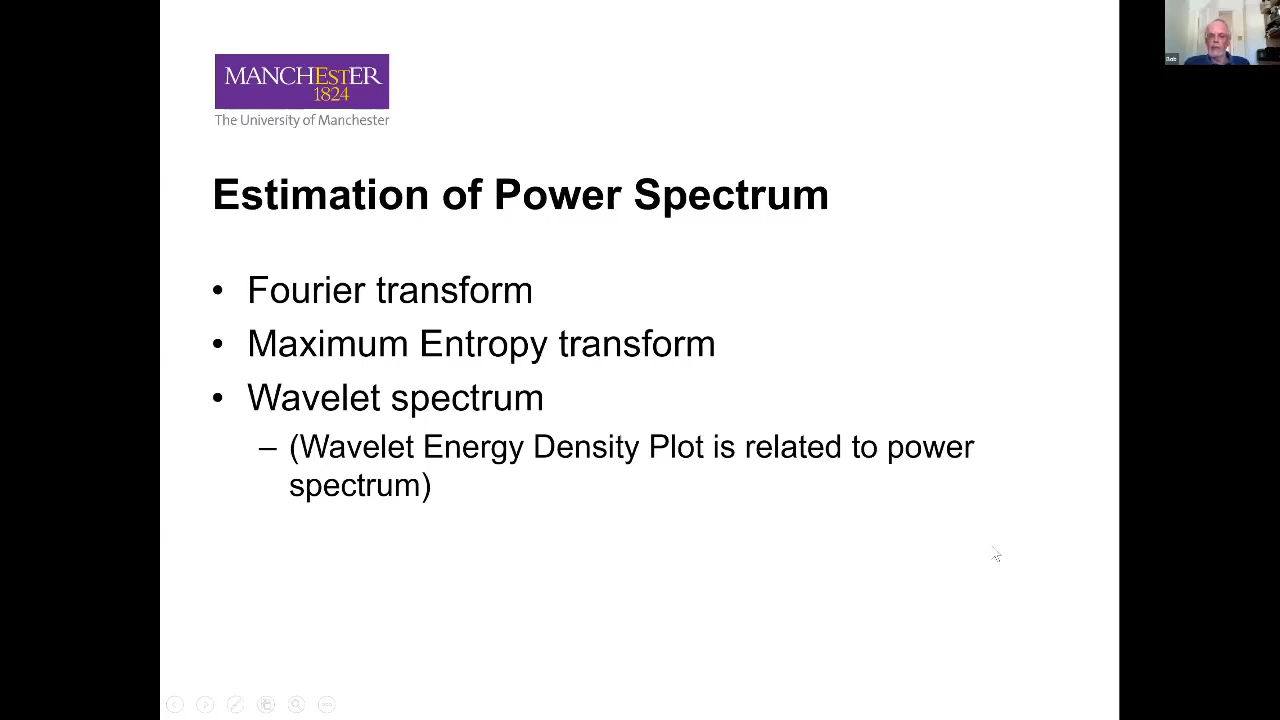 MANCHESTER
1824
The University of Manchester
Estimation of Power Spectrum
• Fourier transform
• Maximum Entropy transform
• Wavelet spectrum
– (Wavelet Energy Density Plot is related to power
spectrum)
Bob